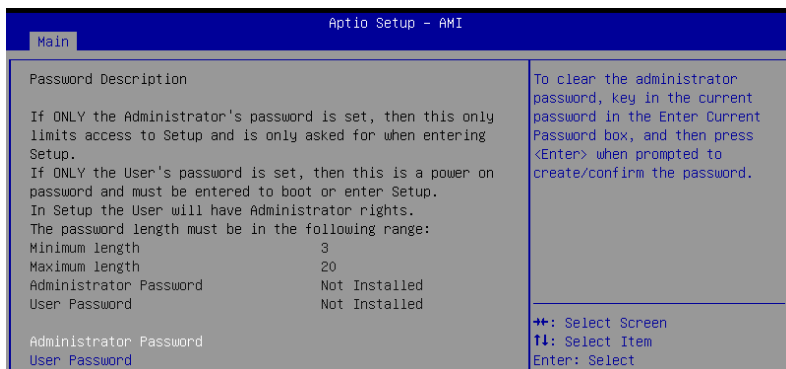 Aptio Setup – AMI
Main
Password Description
If ONLY the Administrator's password is set, then this only
limits access to Setup and is only asked for when entering
Setup.
If ONLY the User's password is set, then this is a power on
password and must be entered to boot or enter Setup.
In Setup the User will have Administrator rights.
The password length must be in the following range:
Minimum length 3
Maximum length 20
Administrator Password Not Installed
User Password Not Installed
Administrator Password
User Password
To clear the administrator
password, key in the current
password in the Enter Current
Password box, and then press
<Enter> when prompted to
create/confirm the password.
→←: Select Screen
↑↓: Select Item
Enter: Select